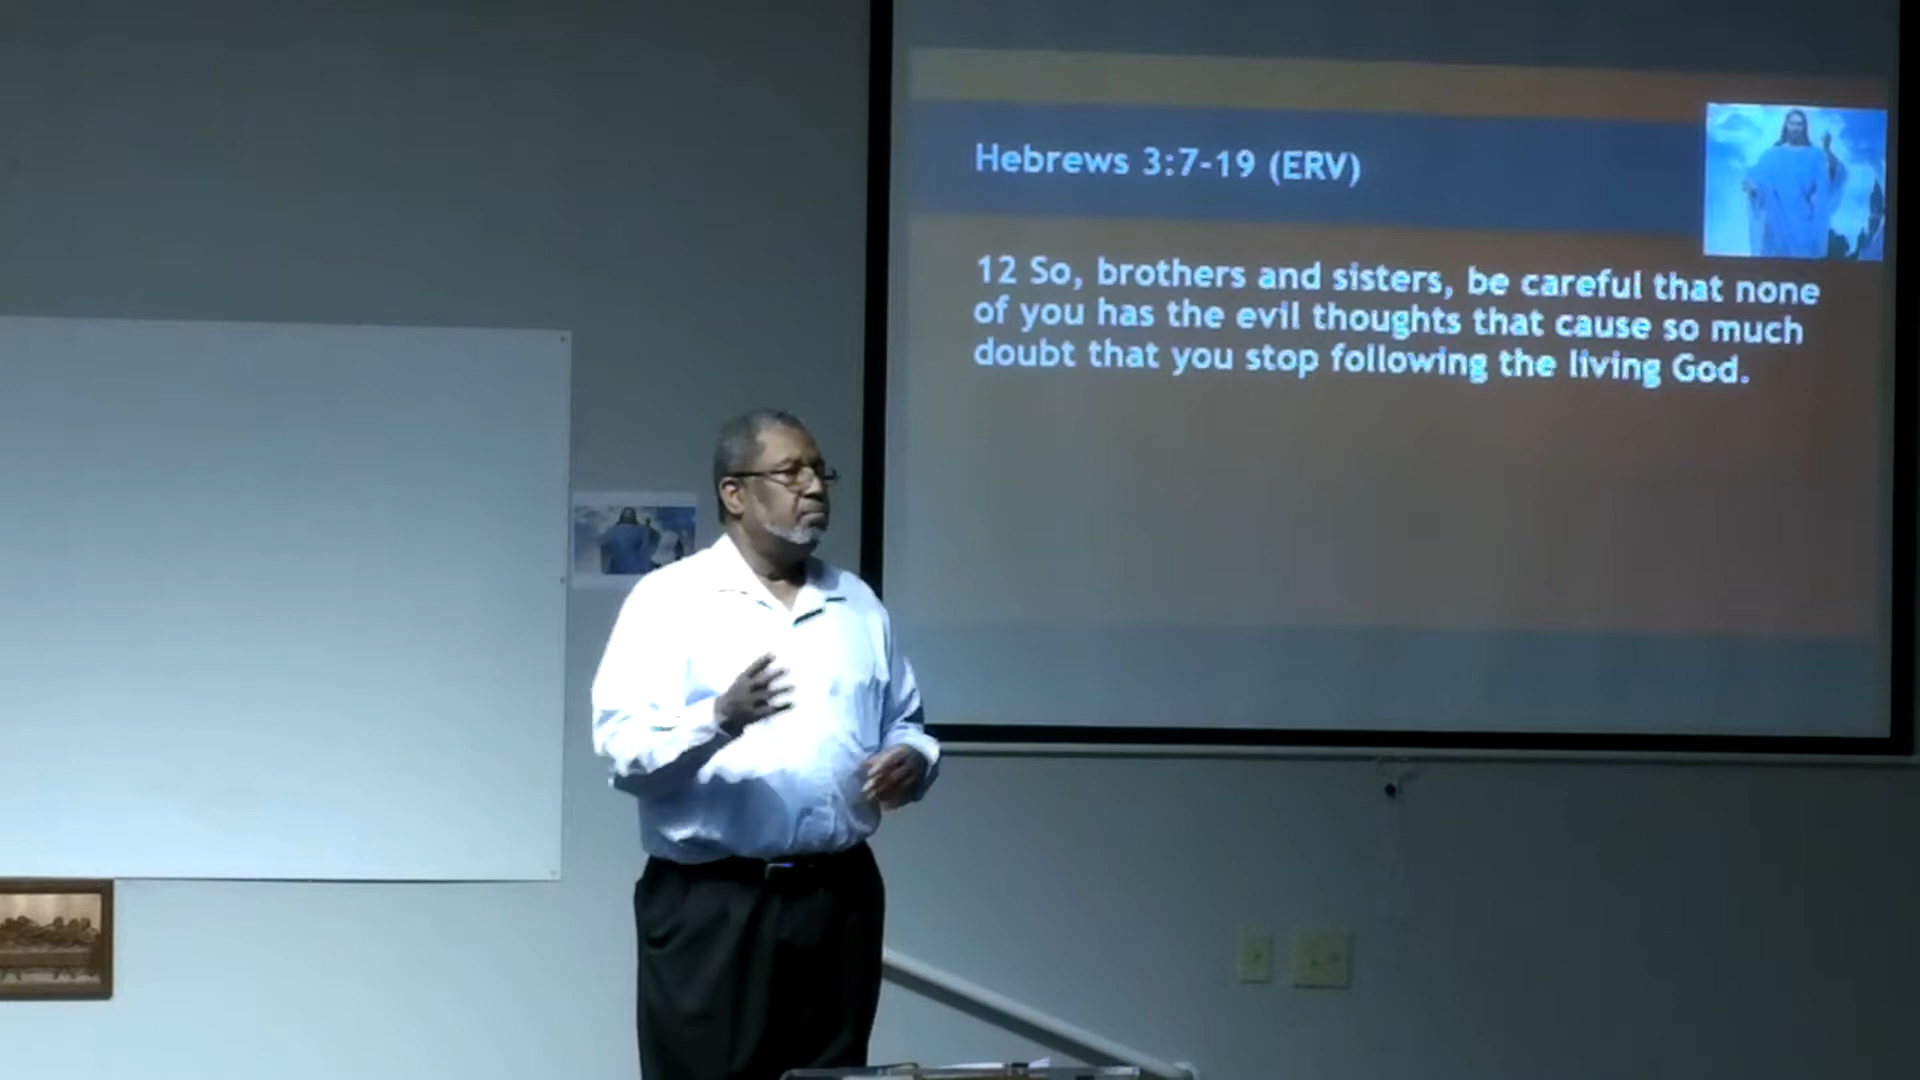 Hebrews 3:7-19 (ERV)
12 So, brothers and sisters, be careful that none
of you has the evil thoughts that cause so much
doubt that you stop following the living God.